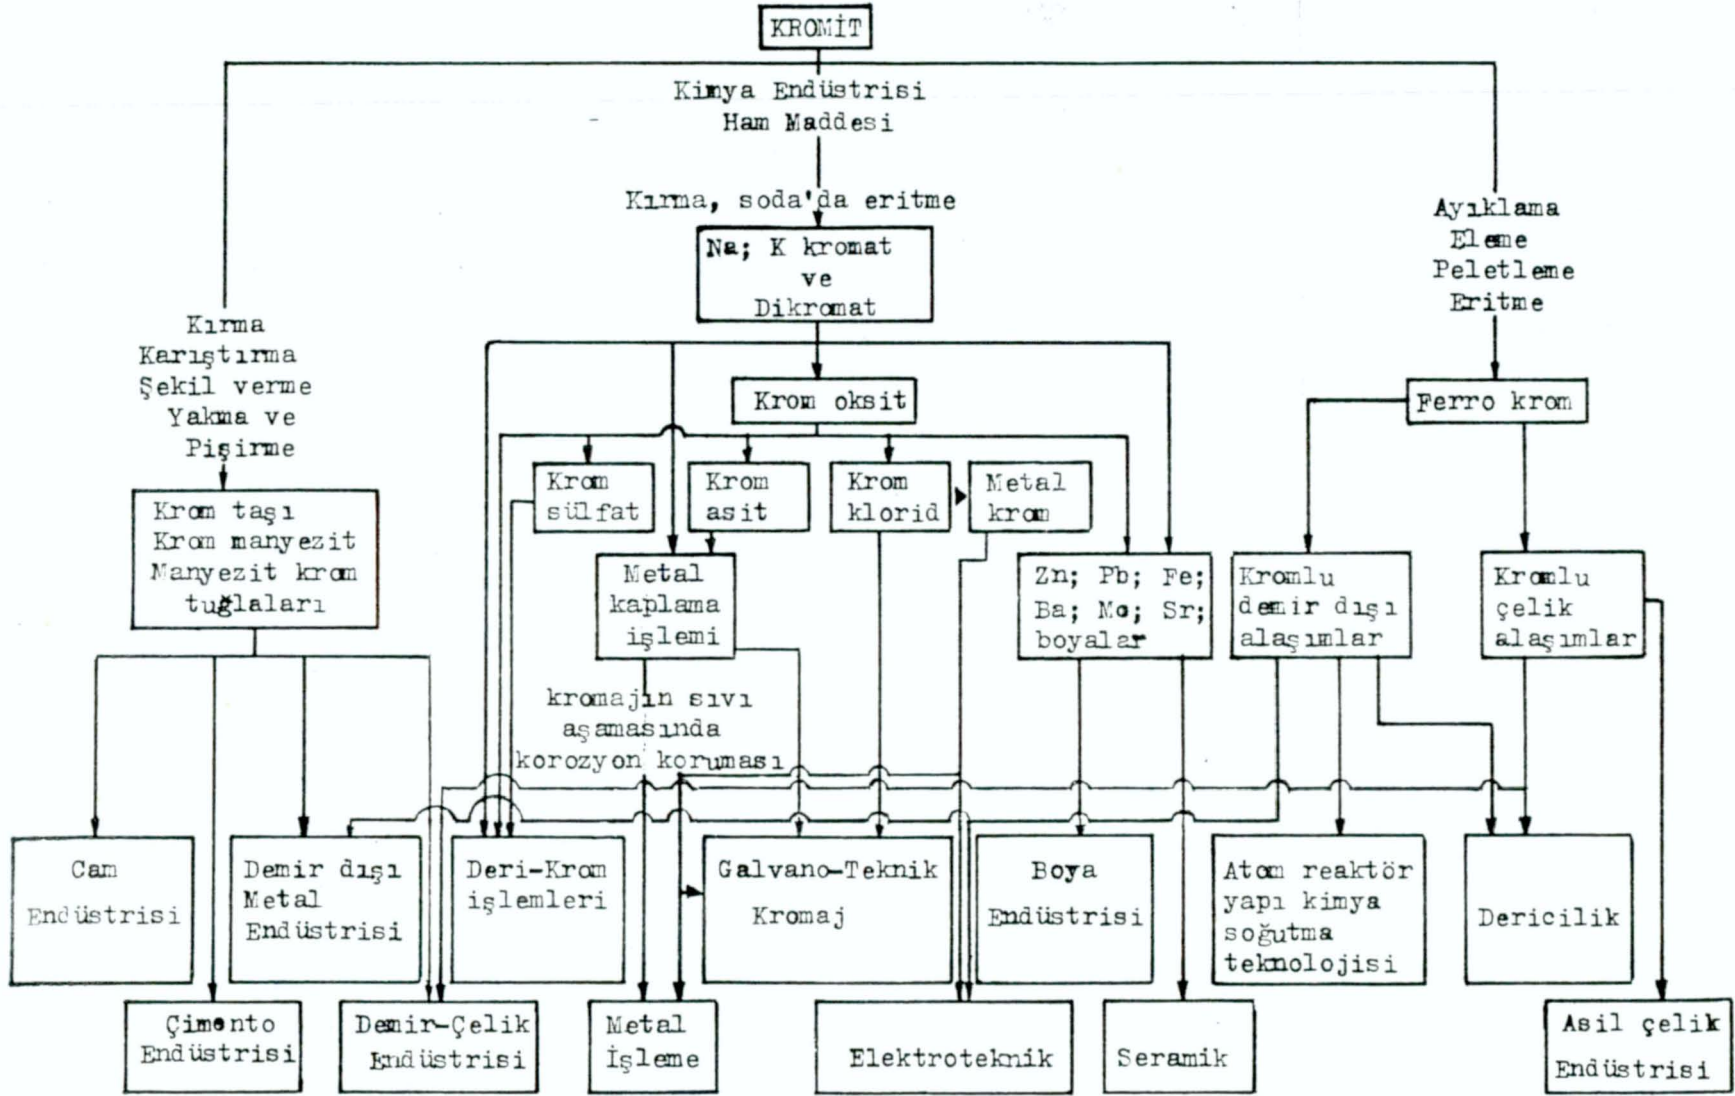 KROMİT
Kimya Endüstrisi
Ham Maddesi
Kırma, soda'da eritme
Na; K kromat
ve
Dikromat
Ayıklama
Eleme
Peletleme
Eritme
Kırma
Karıştırma
Şekil verme
Yakma ve
Pişirme
Krom oksit
Ferro krom
Krom
sülfat
Krom
asit
Krom
klorid
Metal
krom
Krom taşı
Krom manyezit
Manyezit krom
tuğlaları
Metal
kaplama
işlemi
Zn; Pb; Fe;
Ba; Mo; Sr;
boyalar
Kromlu
demir dışı
alaşımlar
Kromlu
çelik
alaşımlar
kromajın sıvı
aşamasında
korozyon koruması
Cam
Endüstrisi
Demir dışı
Metal
Endüstrisi
Deri-Krom
işlemleri
Galvano-Teknik
Kromaj
Boya
Endüstrisi
Atom reaktör
yapı kimya
soğutma
teknolojisi
Dericilik
Çimento
Endüstrisi
Demir-Çelik
Endüstrisi
Metal
İşleme
Elektroteknik
Seramik
Asil çelik
Endüstrisi